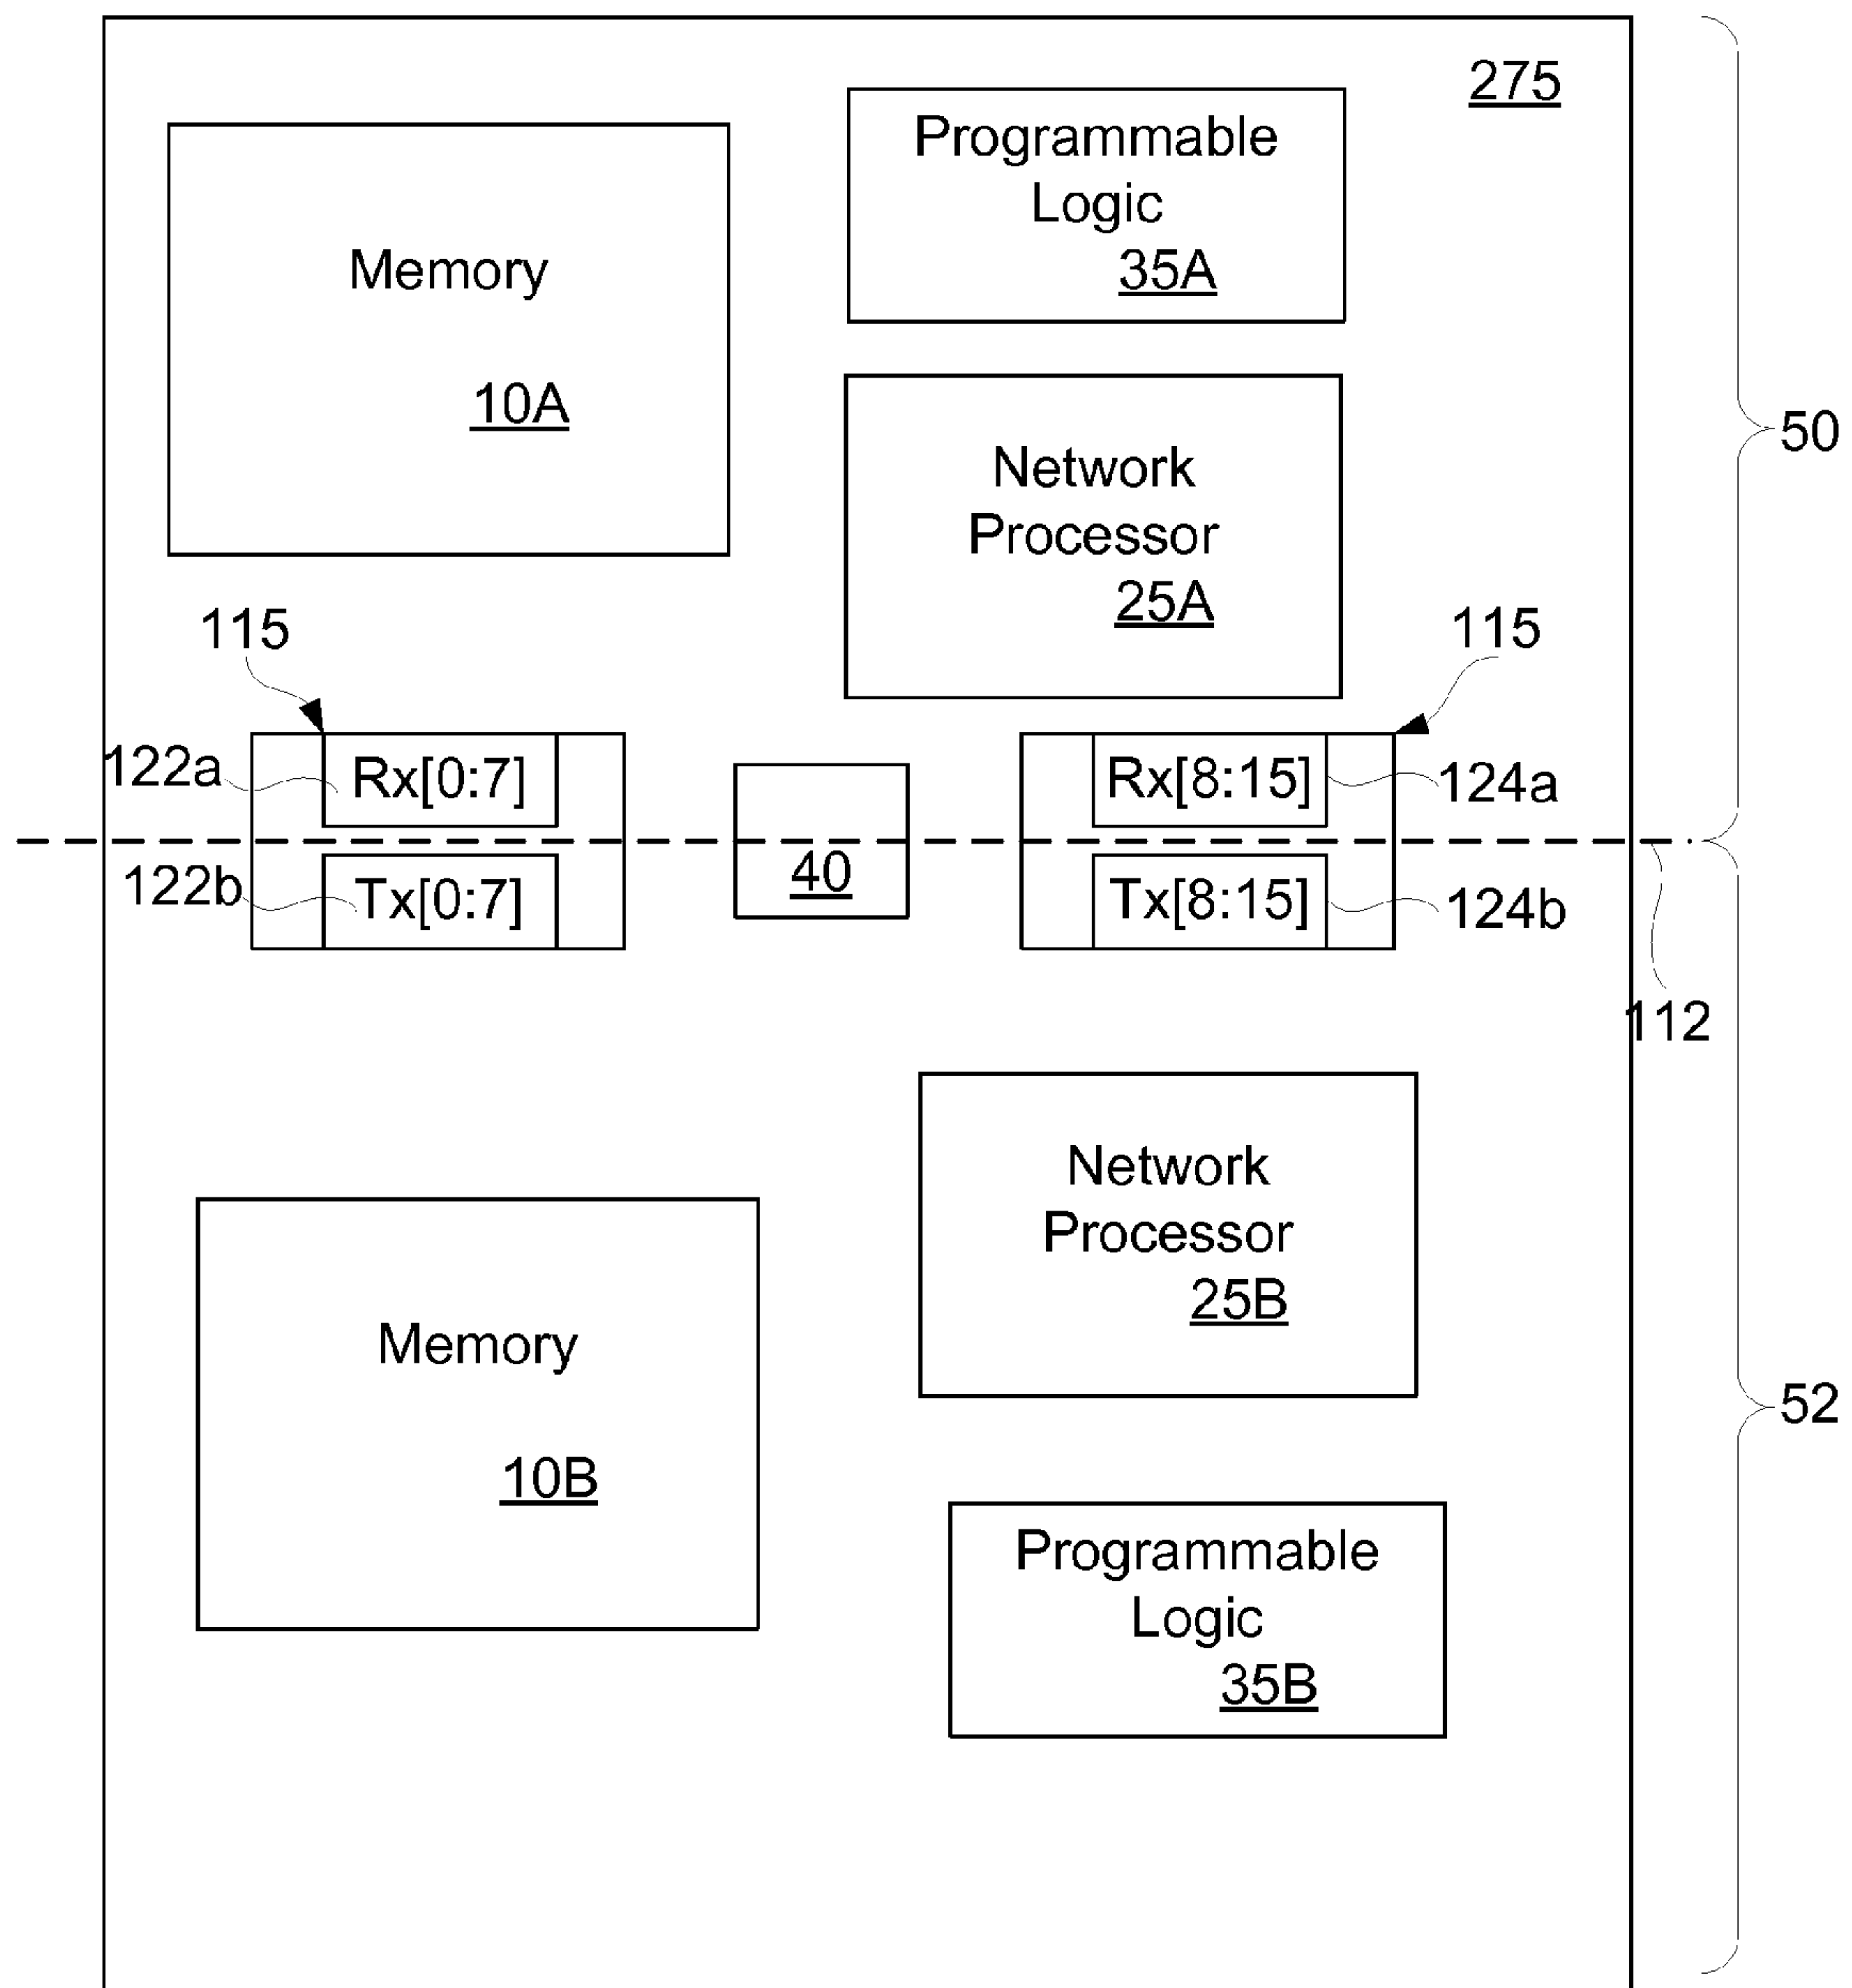 275
Programmable
Logic
35A
Memory
10A
50
Network
Processor
25A
115
115
122a
Rx[0:7]
Rx[8:15]
124a
122b
Tx[0:7]
40
Tx[8:15]
124b
112
Network
Processor
25B
Memory
10B
52
Programmable
Logic
35B